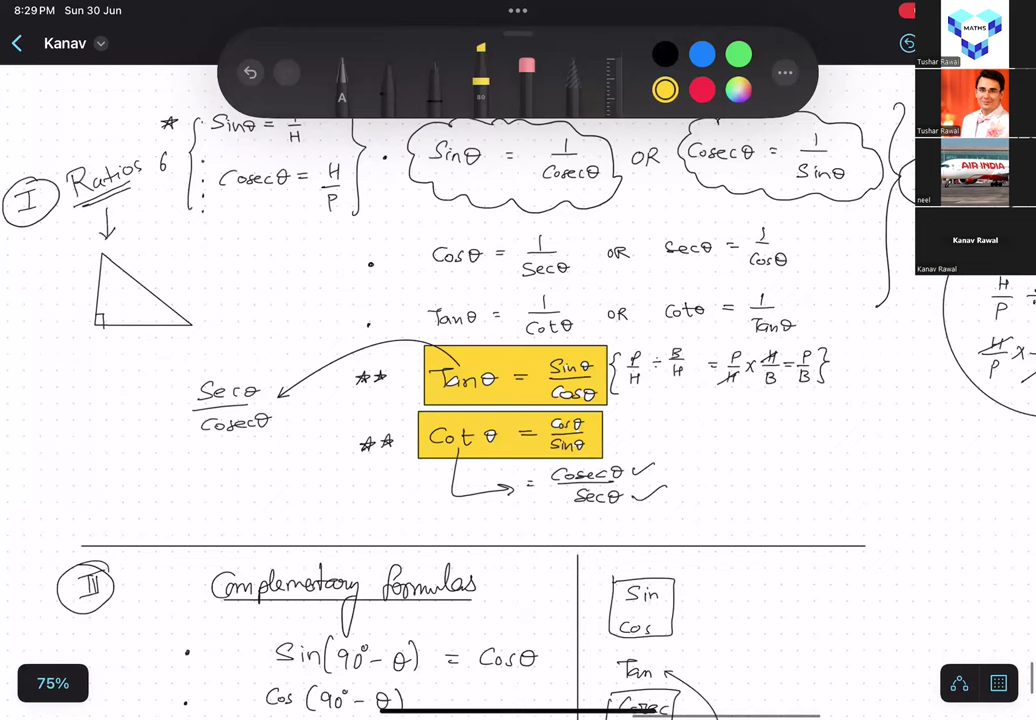 8:29 PM Sun 30 Jun
Kanav
A
80
MATHS
Tushar Rawal
Tushar Rawal
AIR INDIA
neel
Kanav Rawal
Kanav Rawal
I Ratios 6
Sinθ = /H
Cosecθ = H/P
Sinθ = 1/Cosecθ OR Cosecθ = 1/Sinθ
Cosθ = 1/Secθ OR secθ = 1/Cosθ
Tanθ = 1/Cotθ OR cotθ = 1/Tanθ
Tanθ = Sinθ/Cosθ { P/H ÷ B/H = P/H × H/B = P/B }
Secθ/Cosecθ
Cot θ = Cosθ/Sinθ
= Cosecθ/Secθ
H/P ÷
H/P ×
II Complementary formulas
Sin(90° - θ) = Cosθ
Cos (90° - θ)
Sin
Cos
Tan
Cosec
75%